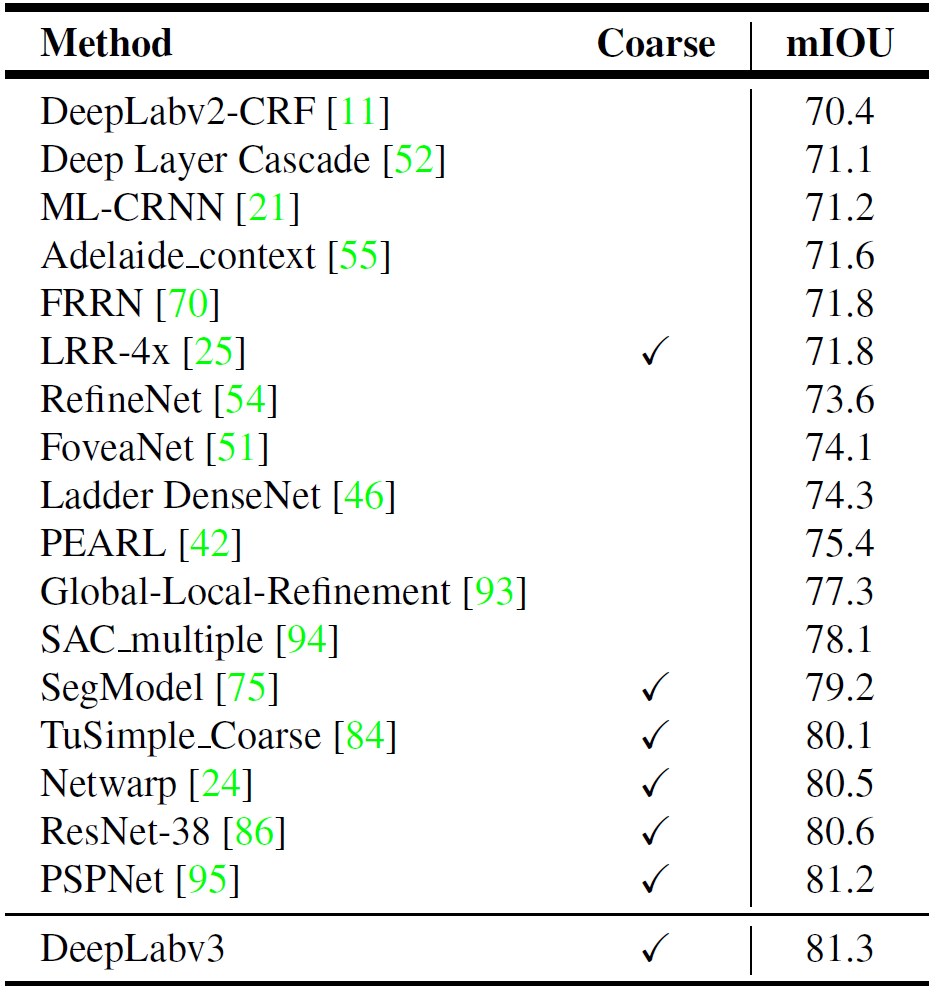 Method Coarse mIOU
DeepLabv2-CRF [11] 70.4
Deep Layer Cascade [52] 71.1
ML-CRNN [21] 71.2
Adelaide_context [55] 71.6
FRRN [70] 71.8
LRR-4x [25] ✓ 71.8
RefineNet [54] 73.6
FoveaNet [51] 74.1
Ladder DenseNet [46] 74.3
PEARL [42] 75.4
Global-Local-Refinement [93] 77.3
SAC_multiple [94] 78.1
SegModel [75] ✓ 79.2
TuSimple_Coarse [84] ✓ 80.1
Netwarp [24] ✓ 80.5
ResNet-38 [86] ✓ 80.6
PSPNet [95] ✓ 81.2
DeepLabv3 ✓ 81.3